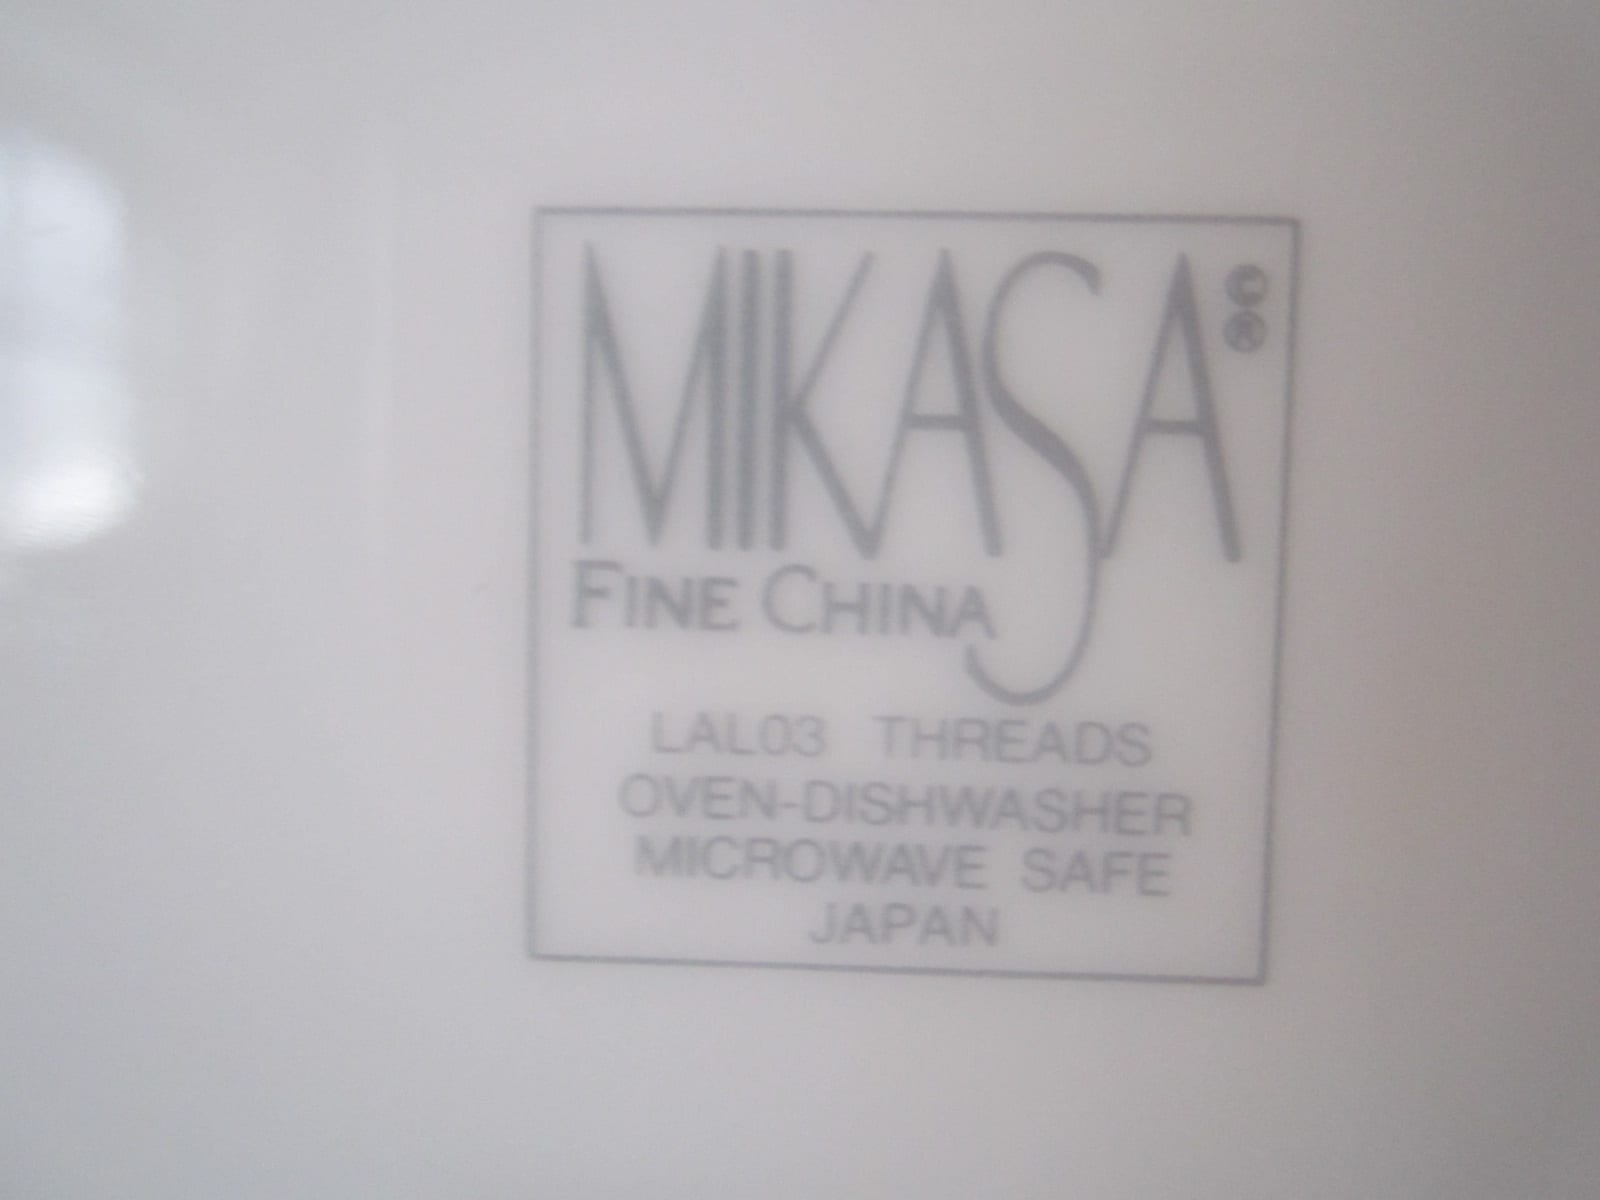 MIKASA ©®
FINE CHINA
LAL03 THREADS
OVEN-DISHWASHER
MICROWAVE SAFE
JAPAN